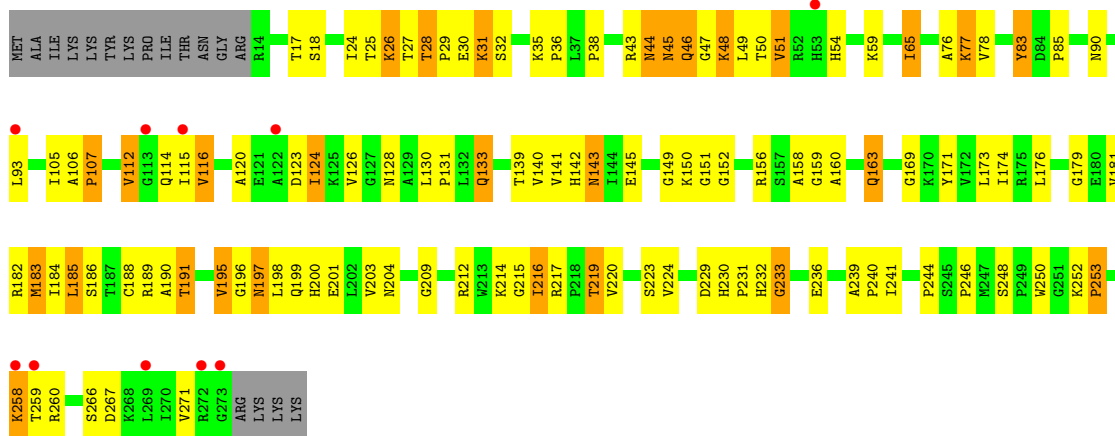 MET ALA ILE LYS LYS TYR LYS PRO ILE THR ASN GLY ARG R14 T17 S18 I24 T25 K26 T27 T28 P29 E30 K31 S32 K35 P36 L37 P38 R43 N44 N45 Q46 G47 K48 L49 T50 V51 R52 H53 H54 K59 I65 A76 K77 V78 Y83 D84 P85 N90
L93 I105 A106 P107 V112 G113 Q114 I115 V116 A120 E121 A122 D123 I124 K125 V126 G127 N128 A129 L130 P131 L132 Q133 T139 V140 V141 H142 N143 I144 E145 G149 K150 G151 G152 R156 S157 A158 G159 A160 Q163 G169 K170 Y171 V172 L173 I174 R175 L176 G179 E180 V181
R182 M183 I184 L185 S186 T187 C188 R189 A190 T191 V195 G196 N197 L198 Q199 H200 E201 L202 V203 N204 G209 R212 W213 K214 G215 I216 R217 P218 T219 V220 S223 V224 D229 H230 P231 H232 G233 E236 A239 P240 I241 P244 S245 P246 M247 S248 P249 W250 G251 K252 P253
K258 T259 R260 S266 D267 K268 L269 I270 V271 R272 G273 ARG LYS LYS LYS